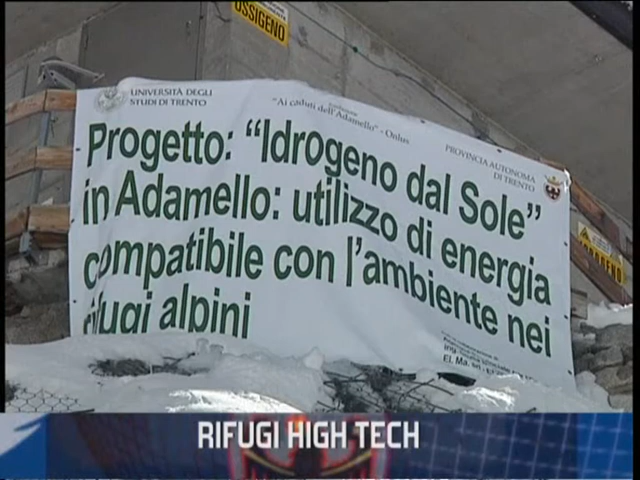 OSSIGENO
UNIVERSITÀ DEGLI
STUDI DI TRENTO
Fondazione
"Ai caduti dell'Adamello" - Onlus
PROVINCIA AUTONOMA
DI TRENTO
Progetto: "Idrogeno dal Sole"
in Adamello: utilizzo di energia
compatibile con l'ambiente nei
rifugi alpini
RIFUGI HIGH TECH